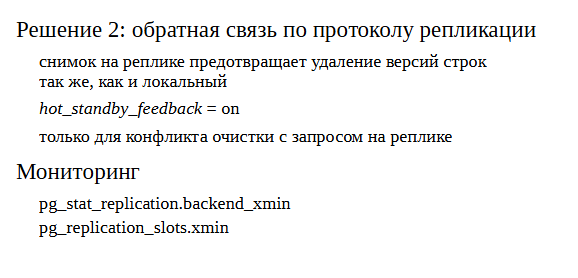 Решение 2: обратная связь по протоколу репликации
снимок на реплике предотвращает удаление версий строк
так же, как и локальный
hot_standby_feedback = on
только для конфликта очистки с запросом на реплике
Мониторинг
pg_stat_replication.backend_xmin
pg_replication_slots.xmin